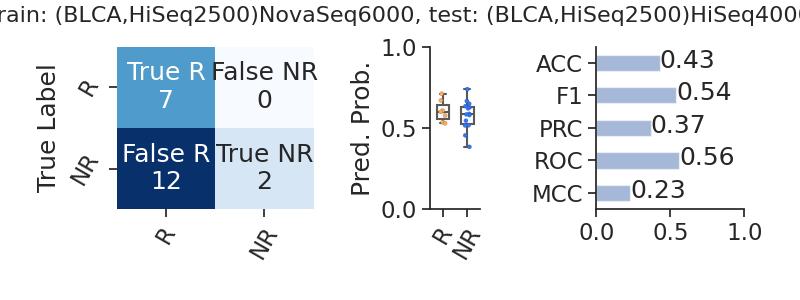 rain: (BLCA,HiSeq2500)NovaSeq6000, test: (BLCA,HiSeq2500)HiSeq400
True Label
R
NR
True R
7
False NR
0
False R
12
True NR
2
R
NR
Pred. Prob.
1.0
0.5
0.0
R
NR
ACC
F1
PRC
ROC
MCC
0.43
0.54
0.37
0.56
0.23
0.0
0.5
1.0